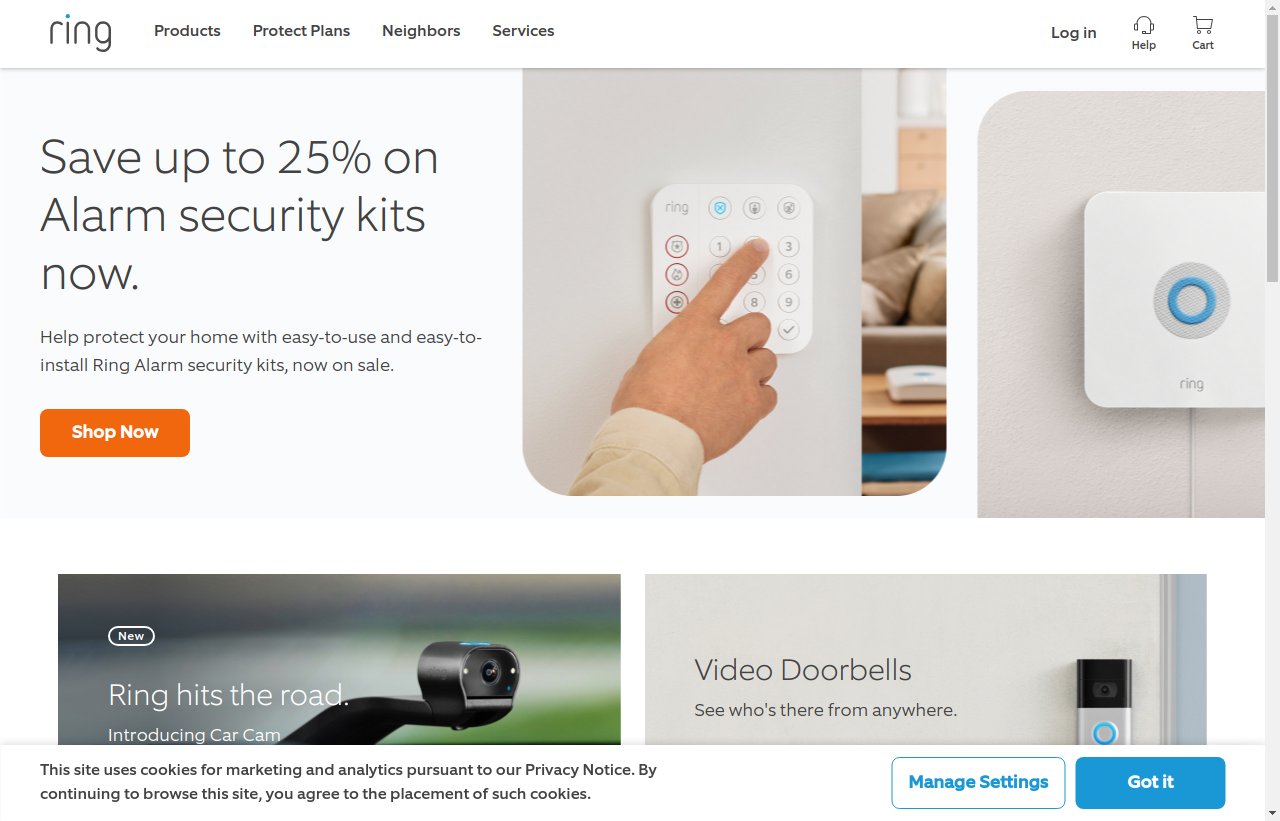 ring
Products
Protect Plans
Neighbors
Services
Log in
Help
Cart
Save up to 25% on
Alarm security kits
now.
Help protect your home with easy-to-use and easy-to-
install Ring Alarm security kits, now on sale.
Shop Now
ring
1
3
5
6
8
9
ring
New
Ring hits the road.
Introducing Car Cam
Video Doorbells
See who's there from anywhere.
This site uses cookies for marketing and analytics pursuant to our Privacy Notice. By
continuing to browse this site, you agree to the placement of such cookies.
Manage Settings
Got it